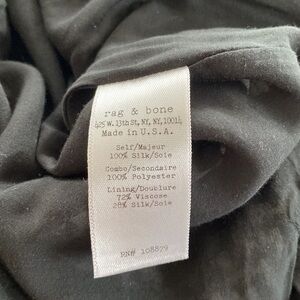 rag & bone
425 W. 13th St, NY, NY, 10014
Made in U.S.A.
Self/Majeur
100% Silk/Soie
Combo/Secondaire
100% Polyester
Lining/Doublure
72% Viscose
28% Silk/Soie
RN# 108879